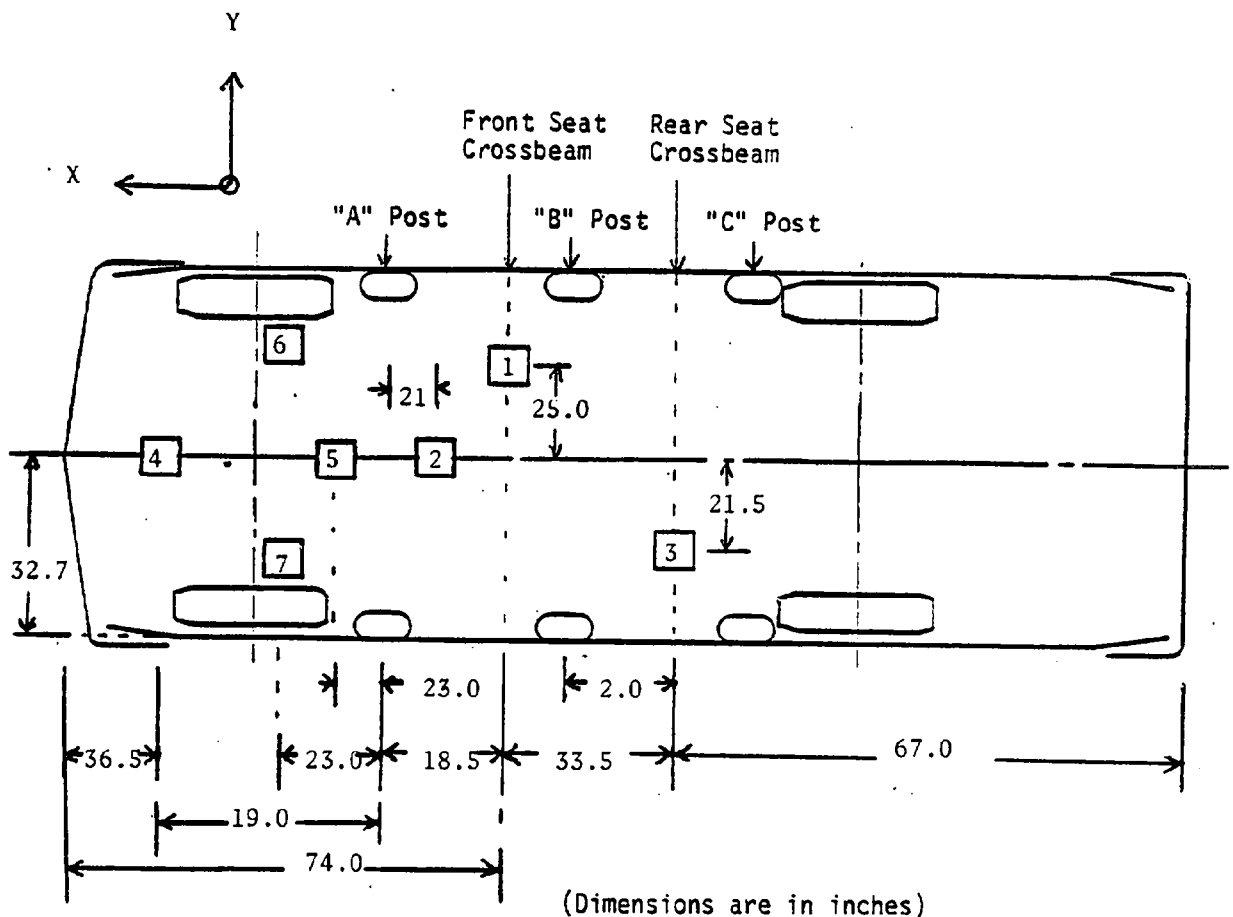 Y
X
Front Seat Rear Seat
Crossbeam Crossbeam
"A" Post "B" Post "C" Post
6
1
21
25.0
4 5 2
21.5
3
7
32.7
23.0 2.0
36.5 23.0 18.5 33.5 67.0
19.0
74.0
(Dimensions are in inches)